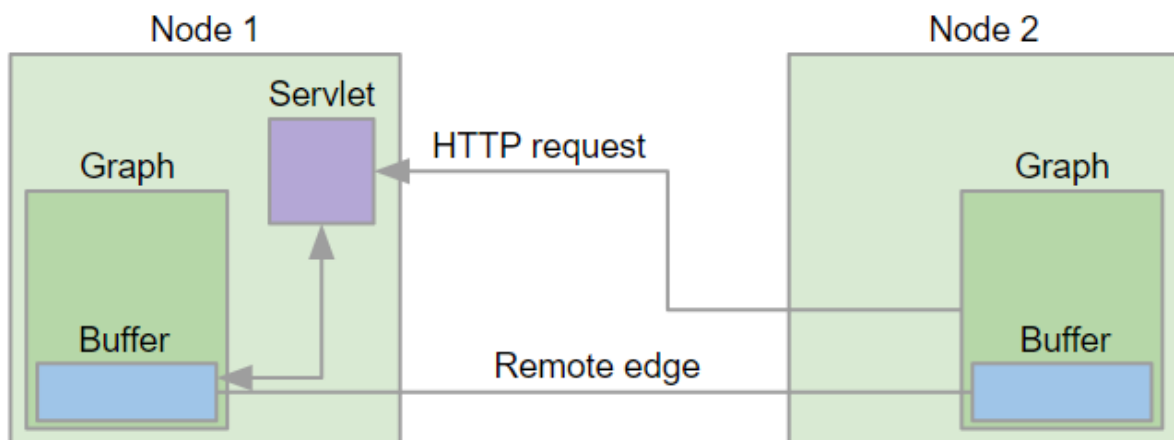 Node 1
Node 2
Servlet
HTTP request
Graph
Graph
Buffer
Buffer
Remote edge